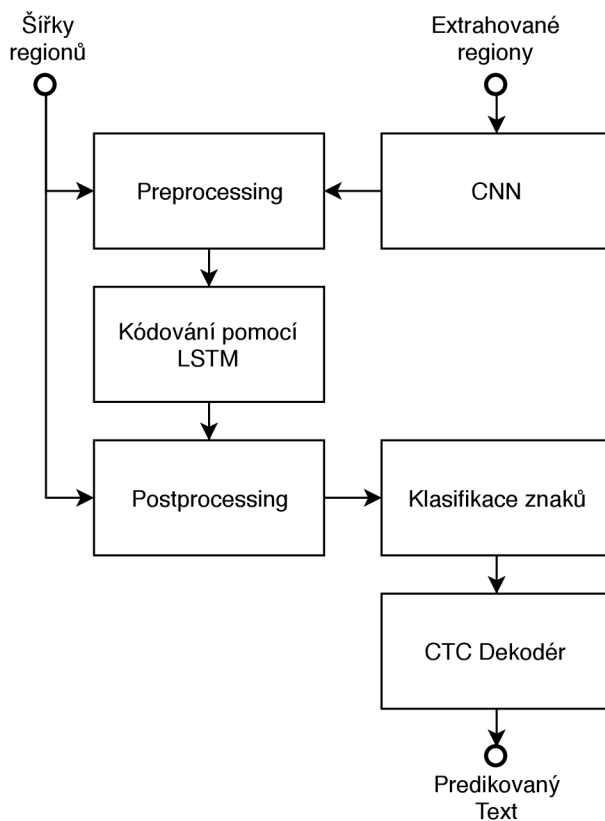 Šířky
regionů
Extrahované
regiony
Preprocessing
CNN
Kódování pomocí
LSTM
Postprocessing
Klasifikace znaků
CTC Dekodér
Predikovaný
Text